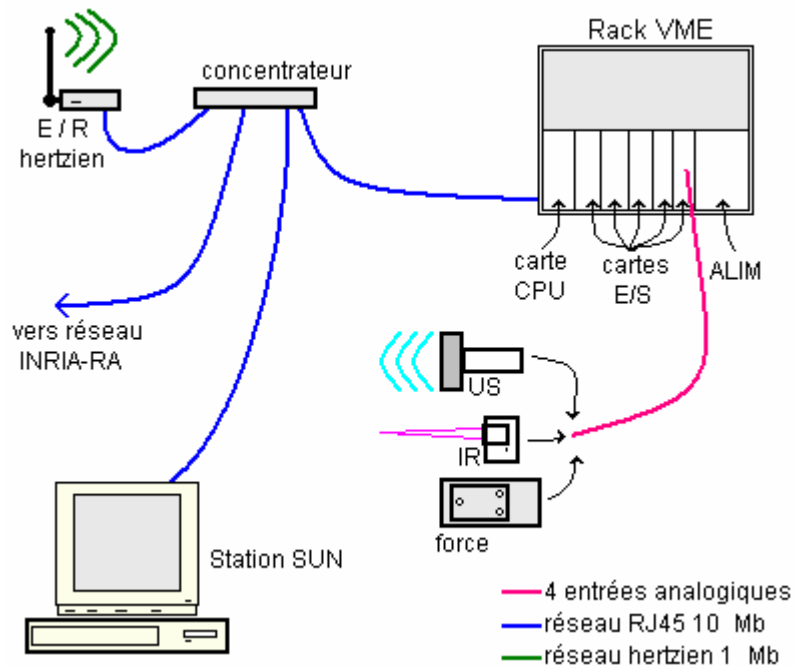 Rack VME
concentrateur
E / R
hertzien
carte
CPU
cartes
E/S
ALIM
vers réseau
INRIA-RA
US
IR
force
Station SUN
4 entrées analogiques
réseau RJ45 10 Mb
réseau hertzien 1 Mb